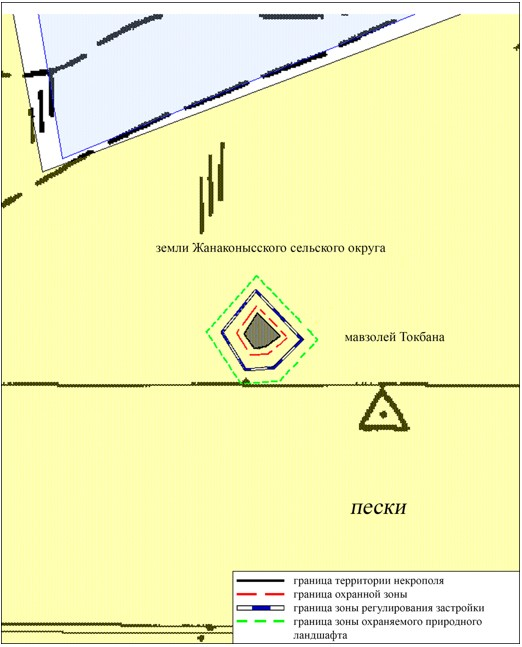 земли Жанаконысского сельского округа
мавзолей Токбана
пески
граница территории некрополя
граница охранной зоны
граница зоны регулирования застройки
граница зоны охраняемого природного
ландшафта